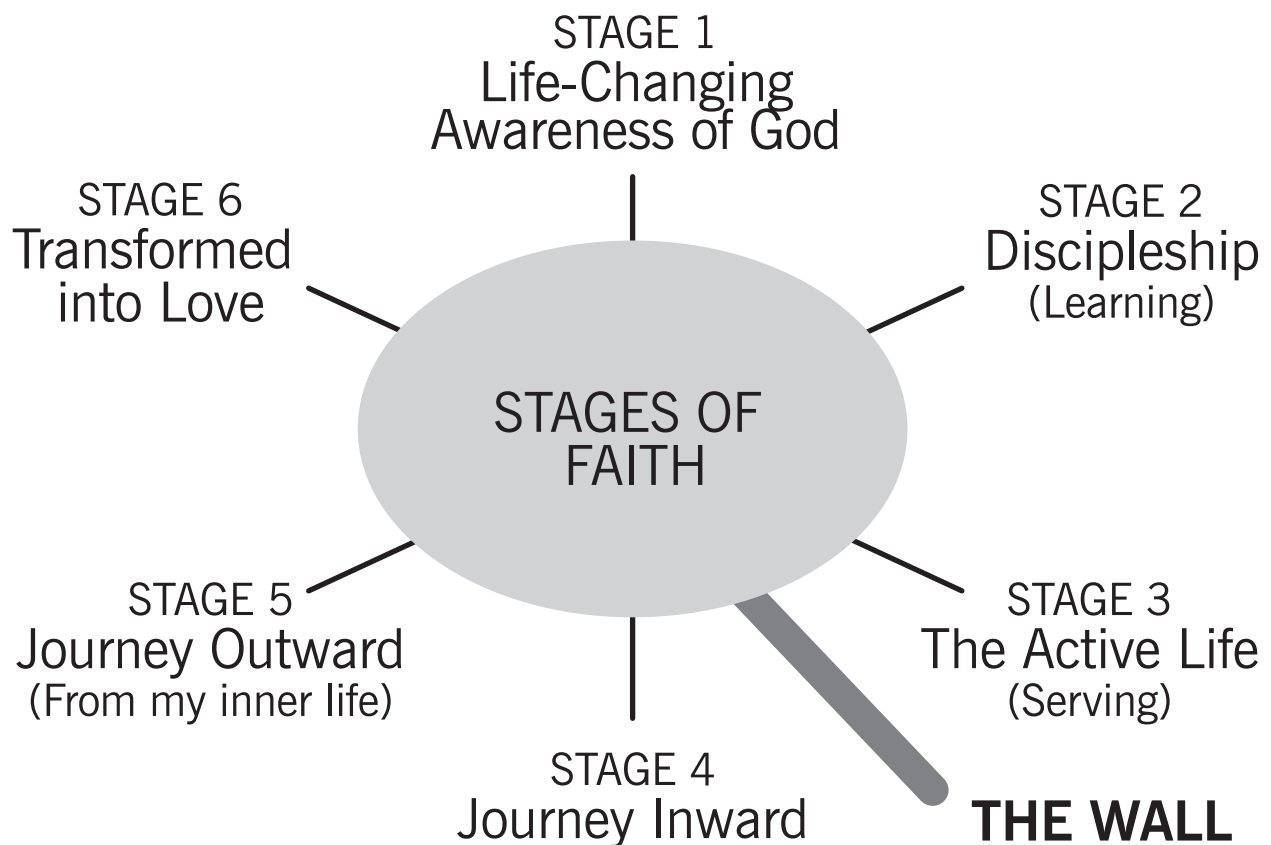 STAGE 1
Life-Changing
Awareness of God
STAGE 2
Discipleship
(Learning)
STAGE 3
The Active Life
(Serving)
THE WALL
STAGE 4
Journey Inward
STAGE 5
Journey Outward
(From my inner life)
STAGE 6
Transformed
into Love
STAGES OF
FAITH